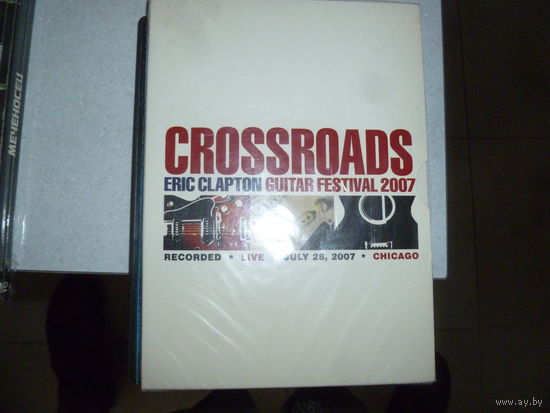 МЕЧЕНОСЕЦ
CROSSROADS
ERIC CLAPTON GUITAR FESTIVAL 2007
RECORDED * LIVE * JULY 28, 2007 * CHICAGO
© www.ay.by